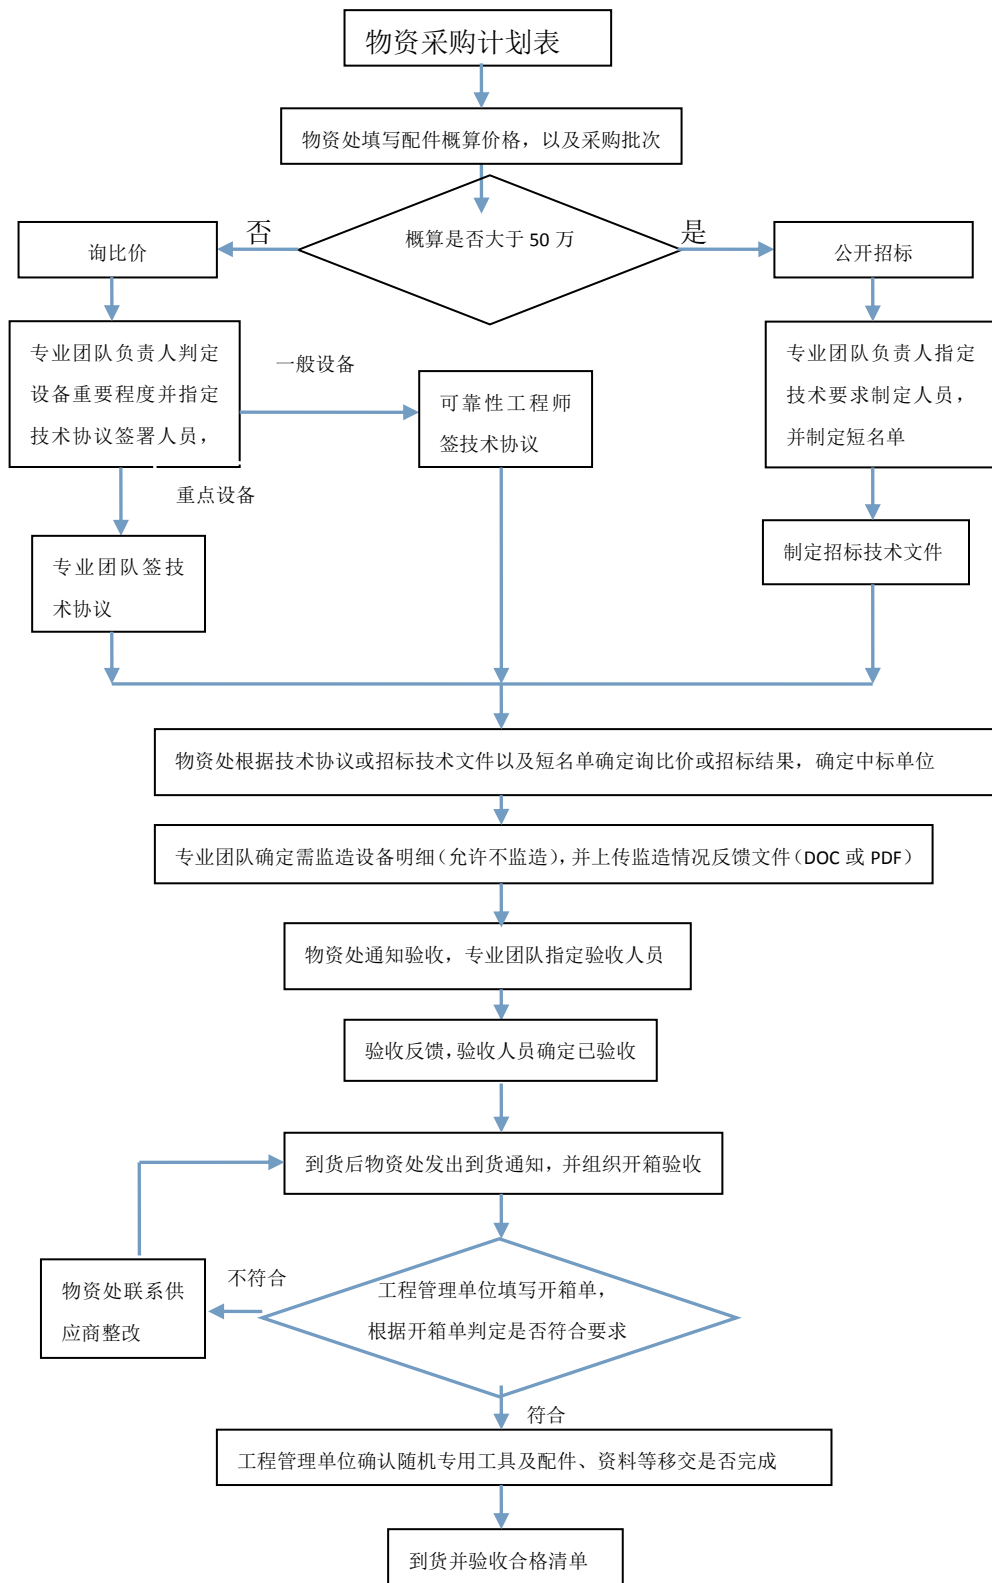 物资采购计划表
物资处填写配件概算价格，以及采购批次
概算是否大于 50 万
否
是
询比价
公开招标
专业团队负责人判定
设备重要程度并指定
技术协议签署人员，
一般设备
可靠性工程师
签技术协议
专业团队负责人指定
技术要求制定人员，
并制定短名单
重点设备
专业团队签技
术协议
制定招标技术文件
物资处根据技术协议或招标技术文件以及短名单确定询比价或招标结果，确定中标单位
专业团队确定需监造设备明细（允许不监造），并上传监造情况反馈文件（DOC 或 PDF）
物资处通知验收，专业团队指定验收人员
验收反馈，验收人员确定已验收
到货后物资处发出到货通知，并组织开箱验收
物资处联系供
应商整改
不符合
工程管理单位填写开箱单，
根据开箱单判定是否符合要求
符合
工程管理单位确认随机专用工具及配件、资料等移交是否完成
到货并验收合格清单